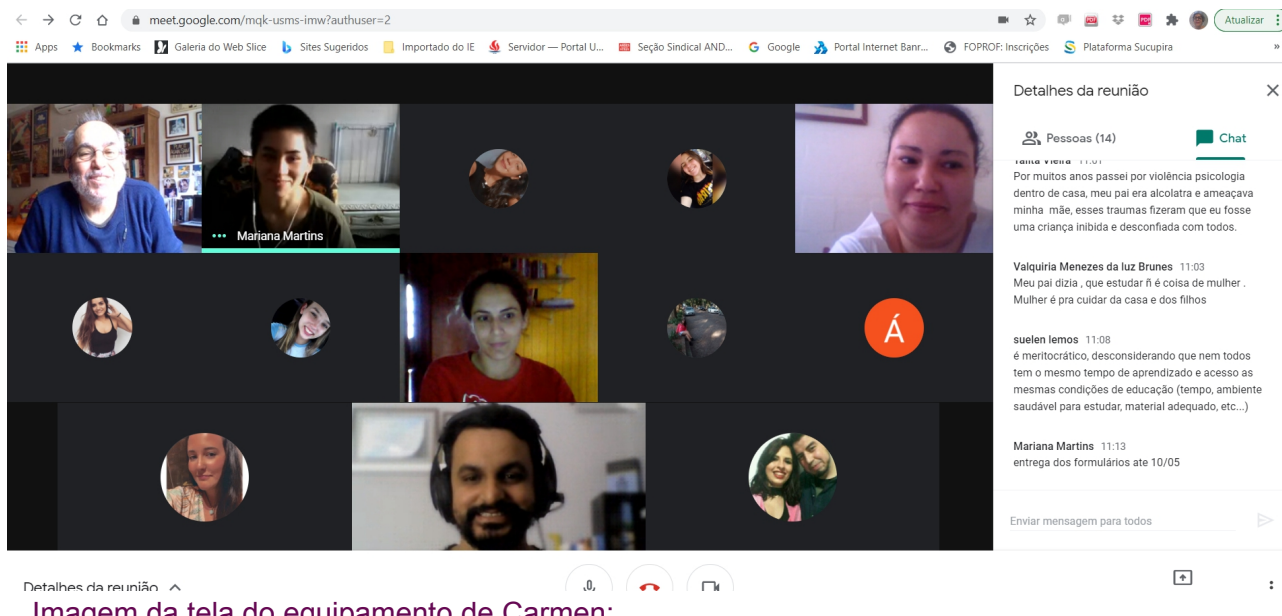 meet.google.com/mqk-usms-imw?authuser=2
Atualizar
Apps Bookmarks Galeria do Web Slice Sites Sugeridos Importado do IE Servidor — Portal U... Seção Sindical AND... Google Portal Internet Banr... FOPROF: Inscrições Plataforma Sucupira »
Detalhes da reunião
Pessoas (14) Chat
Talita Vieira 11:01
Por muitos anos passei por violência psicologia
dentro de casa, meu pai era alcolatra e ameaçava
minha mãe, esses traumas fizeram que eu fosse
uma criança inibida e desconfiada com todos.
Valquiria Menezes da luz Brunes 11:03
Meu pai dizia , que estudar ñ é coisa de mulher .
Mulher é pra cuidar da casa e dos filhos
suelen lemos 11:08
é meritocrático, desconsiderando que nem todos
tem o mesmo tempo de aprendizado e acesso as
mesmas condições de educação (tempo, ambiente
saudável para estudar, material adequado, etc...)
Mariana Martins 11:13
entrega dos formulários ate 10/05
Enviar mensagem para todos
Mariana Martins
Á
Detalhes da reunião
Imagem da tela do equipamento de Carmen: